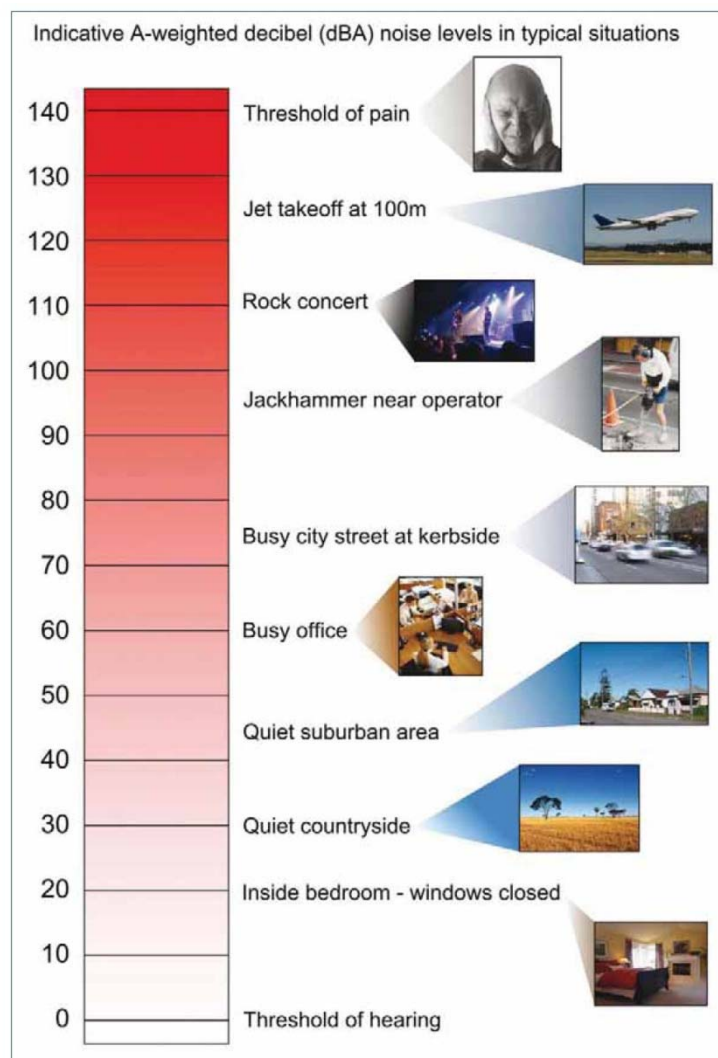 Indicative A-weighted decibel (dBA) noise levels in typical situations
140 Threshold of pain
130
Jet takeoff at 100m
120
110 Rock concert
100
Jackhammer near operator
90
80
Busy city street at kerbside
70
60 Busy office
50
Quiet suburban area
40
30 Quiet countryside
20 Inside bedroom - windows closed
10
0 Threshold of hearing